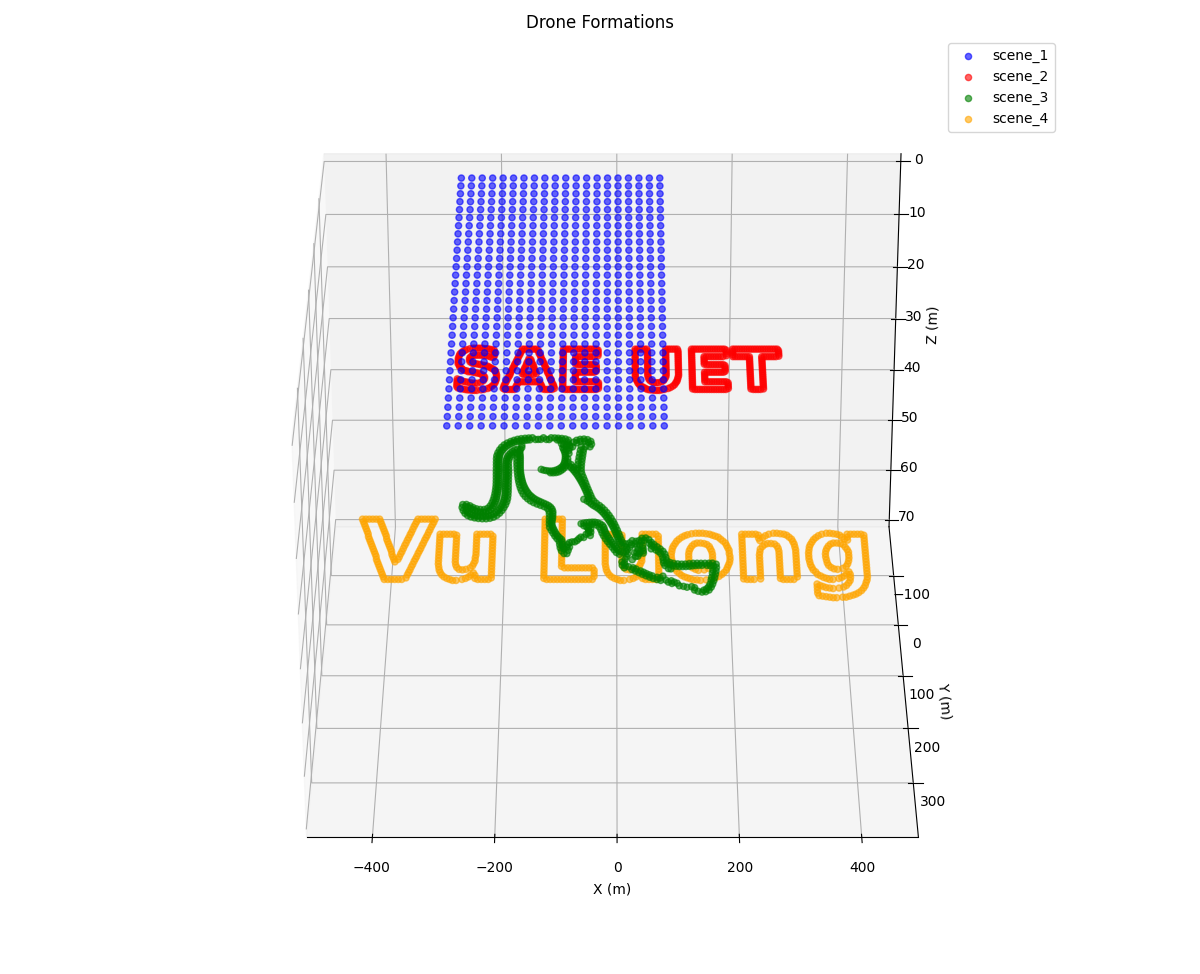 Drone Formations
scene_1
scene_2
scene_3
scene_4
0
10
20
30
40
50
60
70
Z (m)
SAE UET
Vu Luong
−100
0
100
200
300
Y (m)
−400 −200 0 200 400
X (m)